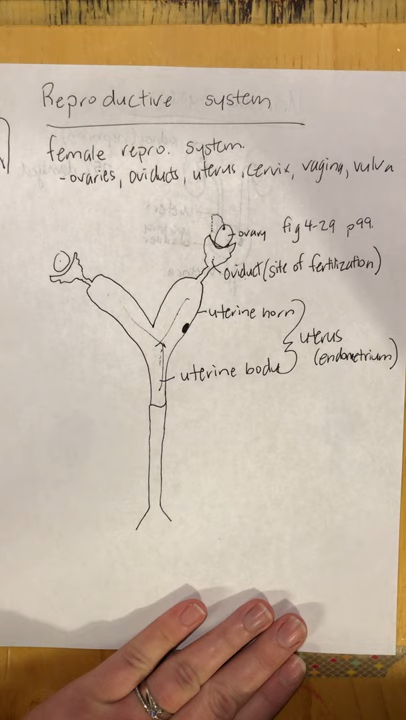 Reproductive system
female repro. system
-ovaries, oviducts, uterus, cervix, vagina, vulva
ovary fig 4-29 p99.
oviduct (site of fertilization)
uterine horn
uterus
(endometrium)
uterine body